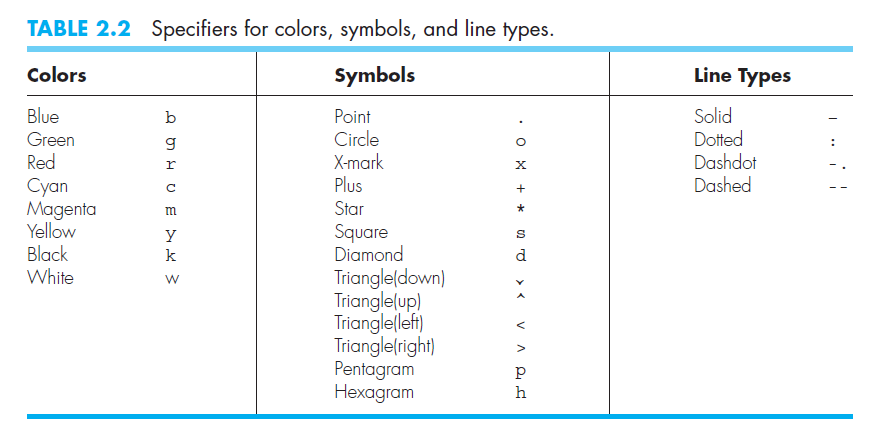 TABLE 2.2 Specifiers for colors, symbols, and line types.
Colors Symbols Line Types
Blue b Point . Solid –
Green g Circle o Dotted :
Red r X-mark x Dashdot -.
Cyan c Plus + Dashed --
Magenta m Star *
Yellow y Square s
Black k Diamond d
White w Triangle(down) ˅
Triangle(up) ^
Triangle(left) <
Triangle(right) >
Pentagram p
Hexagram h